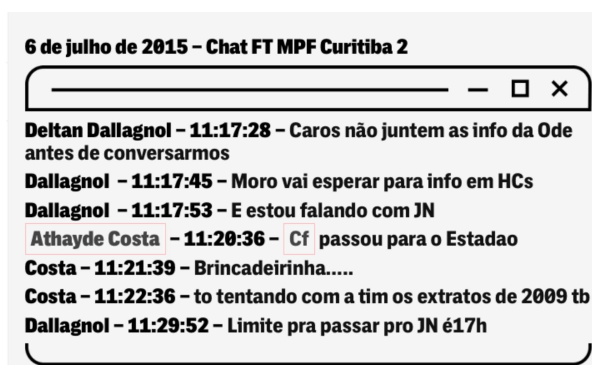 6 de julho de 2015 – Chat FT MPF Curitiba 2
Deltan Dallagnol – 11:17:28 – Caros não juntem as info da Ode
antes de conversarmos
Dallagnol – 11:17:45 – Moro vai esperar para info em HCs
Dallagnol – 11:17:53 – E estou falando com JN
Athayde Costa – 11:20:36 – Cf passou para o Estadao
Costa – 11:21:39 – Brincadeirinha.....
Costa – 11:22:36 – to tentando com a tim os extratos de 2009 tb
Dallagnol – 11:29:52 – Limite pra passar pro JN é17h